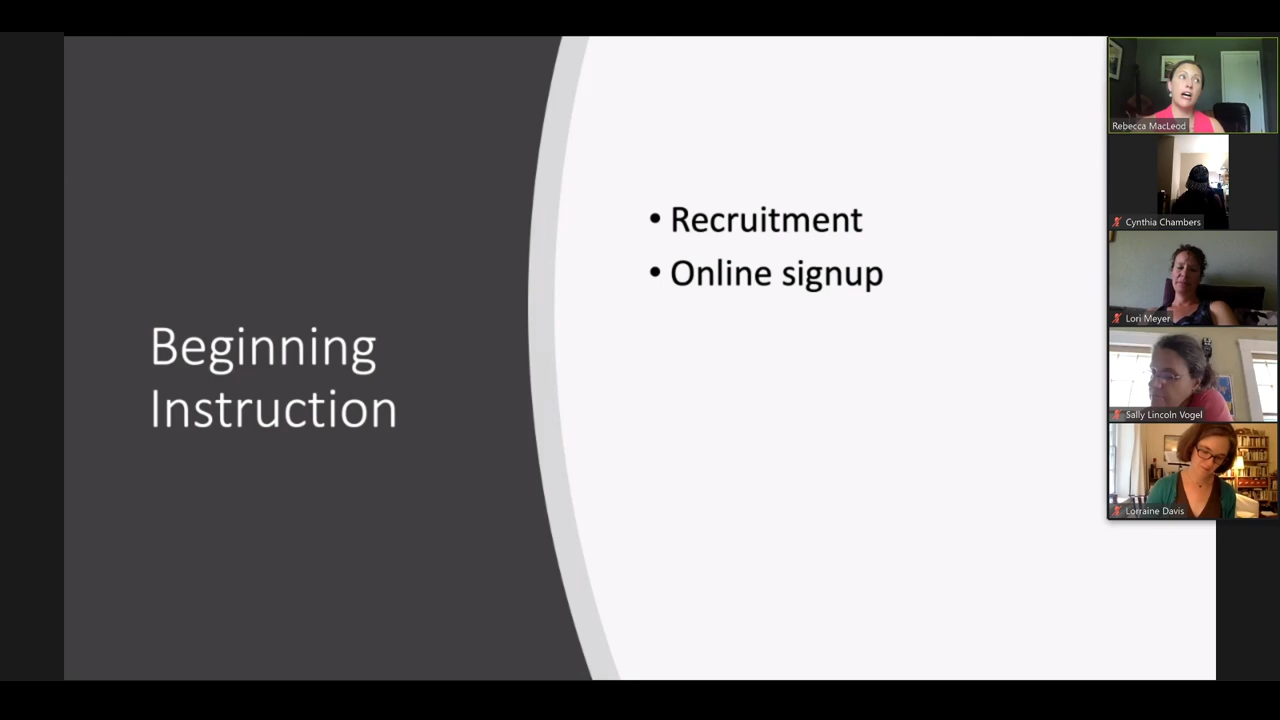 Beginning
Instruction
• Recruitment
• Online signup
Rebecca MacLeod
Cynthia Chambers
Lori Meyer
Sally Lincoln Vogel
Lorraine Davis